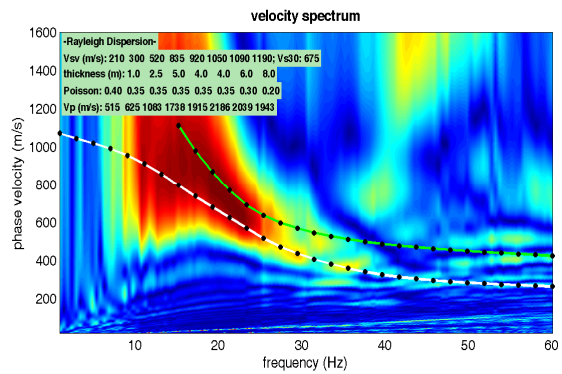 velocity spectrum
-Rayleigh Dispersion-
Vsv (m/s): 210 300 520 835 920 1050 1090 1190; Vs30: 675
thickness (m): 1.0 2.5 5.0 4.0 4.0 6.0 8.0
Poisson: 0.40 0.35 0.35 0.35 0.35 0.35 0.30 0.20
Vp (m/s): 515 625 1083 1738 1915 2186 2039 1943
1600
1400
1200
1000
800
600
400
200
phase velocity (m/s)
10 20 30 40 50 60
frequency (Hz)